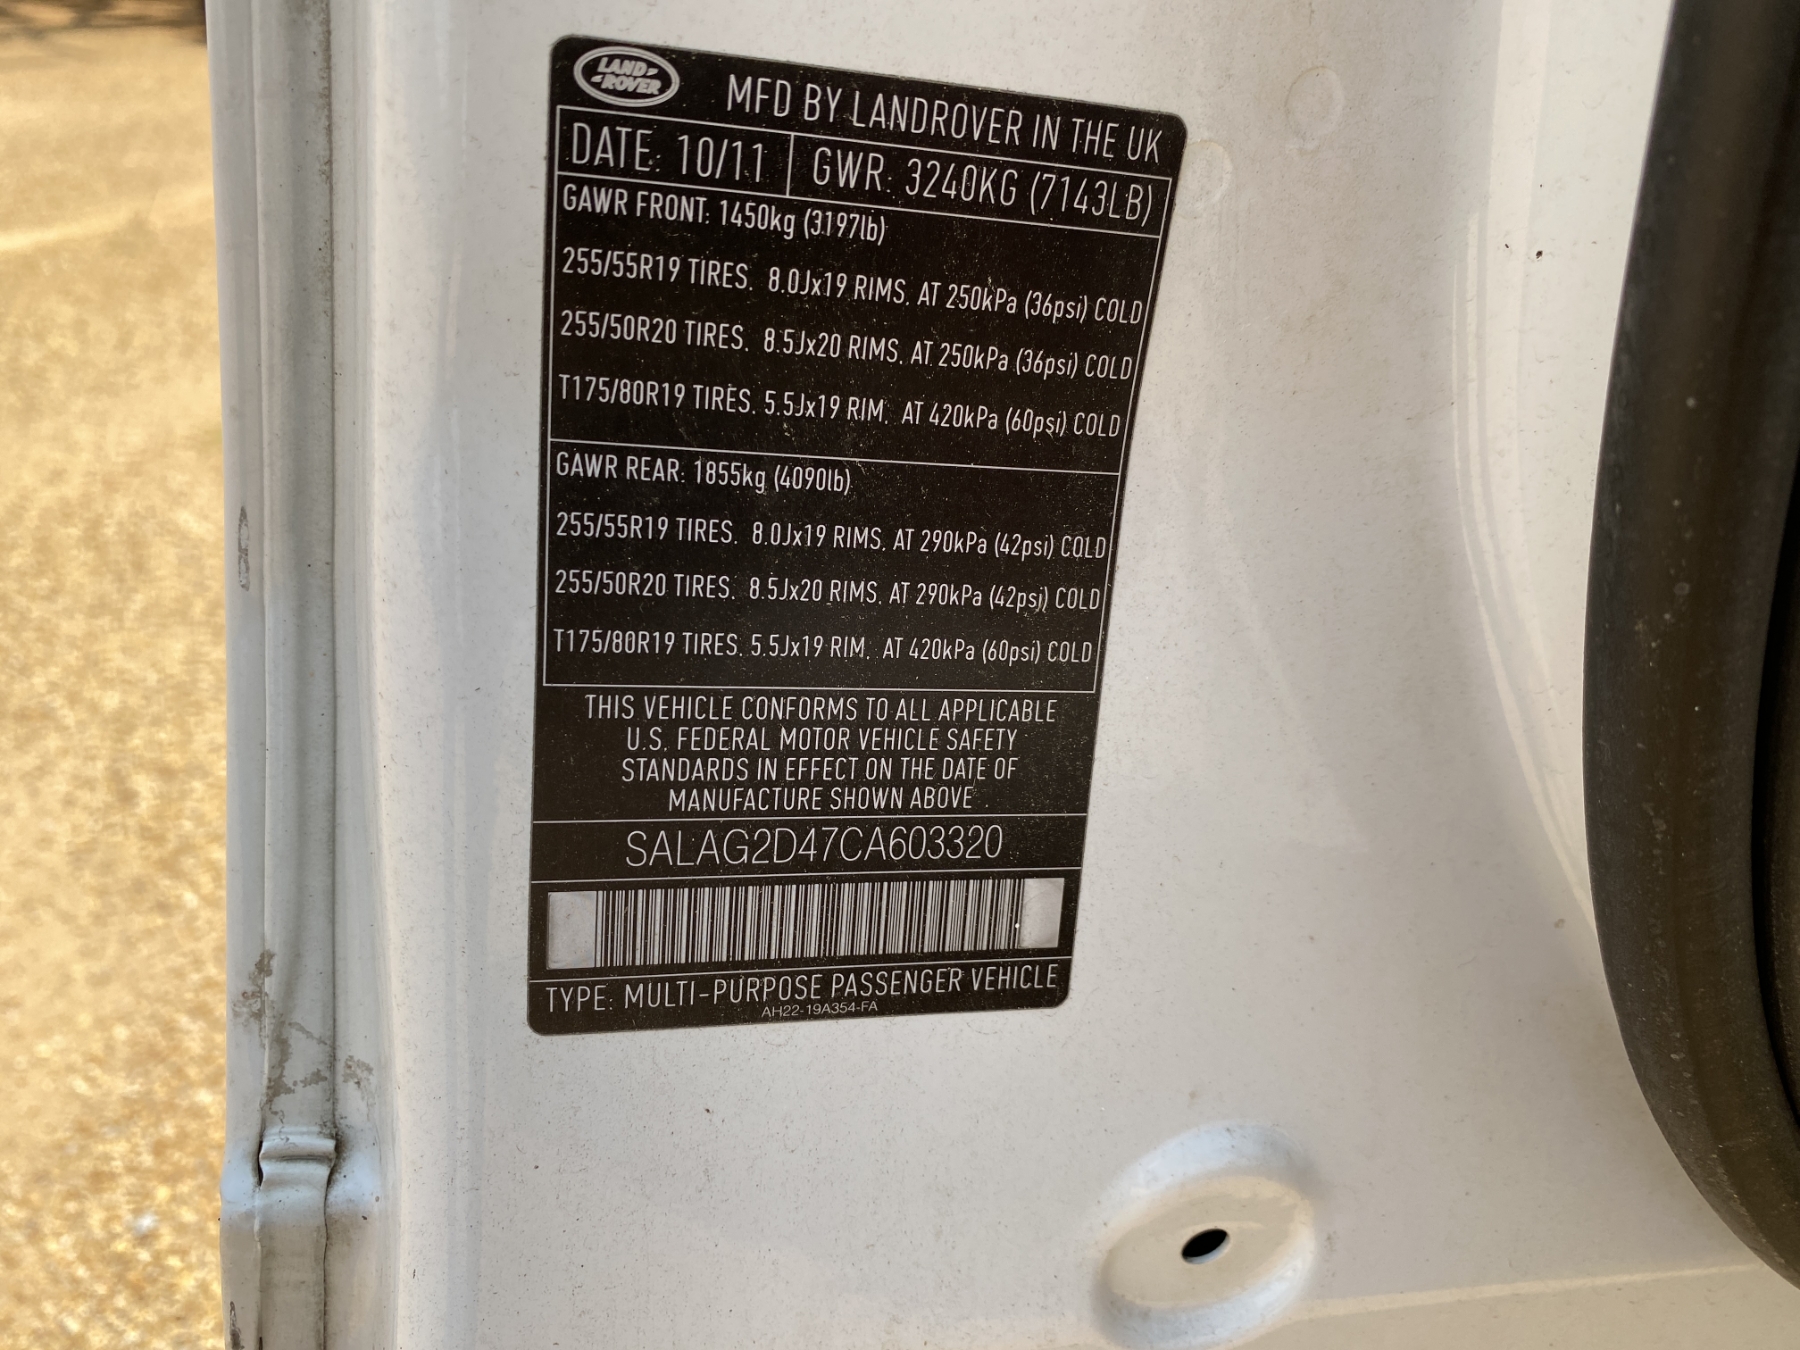 LAND
ROVER
MFD BY LANDROVER IN THE UK
DATE: 10/11 GWR: 3240KG (7143LB)
GAWR FRONT: 1450kg (3197lb)
255/55R19 TIRES. 8.0Jx19 RIMS. AT 250kPa (36psi) COLD
255/50R20 TIRES. 8.5Jx20 RIMS. AT 250kPa (36psi) COLD
T175/80R19 TIRES. 5.5Jx19 RIM. AT 420kPa (60psi) COLD
GAWR REAR: 1855kg (4090lb)
255/55R19 TIRES. 8.0Jx19 RIMS. AT 290kPa (42psi) COLD
255/50R20 TIRES. 8.5Jx20 RIMS. AT 290kPa (42psi) COLD
T175/80R19 TIRES. 5.5Jx19 RIM. AT 420kPa (60psi) COLD
THIS VEHICLE CONFORMS TO ALL APPLICABLE
U.S. FEDERAL MOTOR VEHICLE SAFETY
STANDARDS IN EFFECT ON THE DATE OF
MANUFACTURE SHOWN ABOVE .
SALAG2D47CA603320
TYPE: MULTI-PURPOSE PASSENGER VEHICLE
AH22-19A354-FA